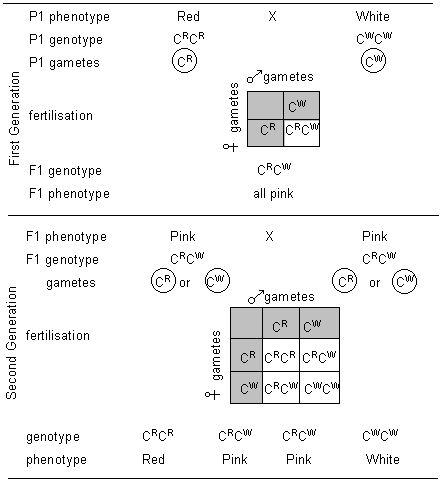 P1 phenotype Red X White
P1 genotype CᴿCᴿ CᵂCᵂ
P1 gametes Cᴿ Cᵂ
First Generation
♂ gametes
♀ gametes
Cᵂ
fertilisation
Cᴿ CᴿCᵂ
F1 genotype CᴿCᵂ
F1 phenotype all pink
F1 phenotype Pink X Pink
F1 genotype CᴿCᵂ CᴿCᵂ
gametes Cᴿ or Cᵂ Cᴿ or Cᵂ
Second Generation
♂ gametes
♀ gametes
Cᴿ Cᵂ
fertilisation
Cᴿ CᴿCᴿ CᴿCᵂ
Cᵂ CᴿCᵂ CᵂCᵂ
genotype CᴿCᴿ CᴿCᵂ CᴿCᵂ CᵂCᵂ
phenotype Red Pink Pink White